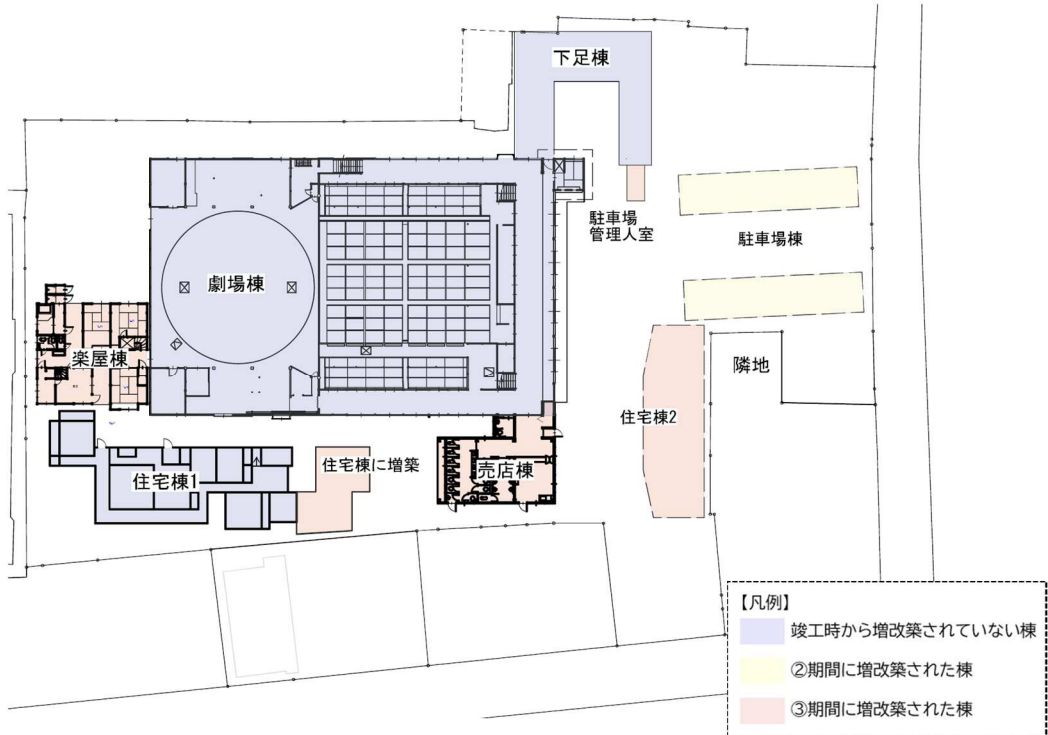 下足棟
駐車場
管理人室
駐車場棟
劇場棟
楽屋棟
隣地
住宅棟2
住宅棟に増築
売店棟
住宅棟1
【凡例】
竣工時から増改築されていない棟
②期間に増改築された棟
③期間に増改築された棟